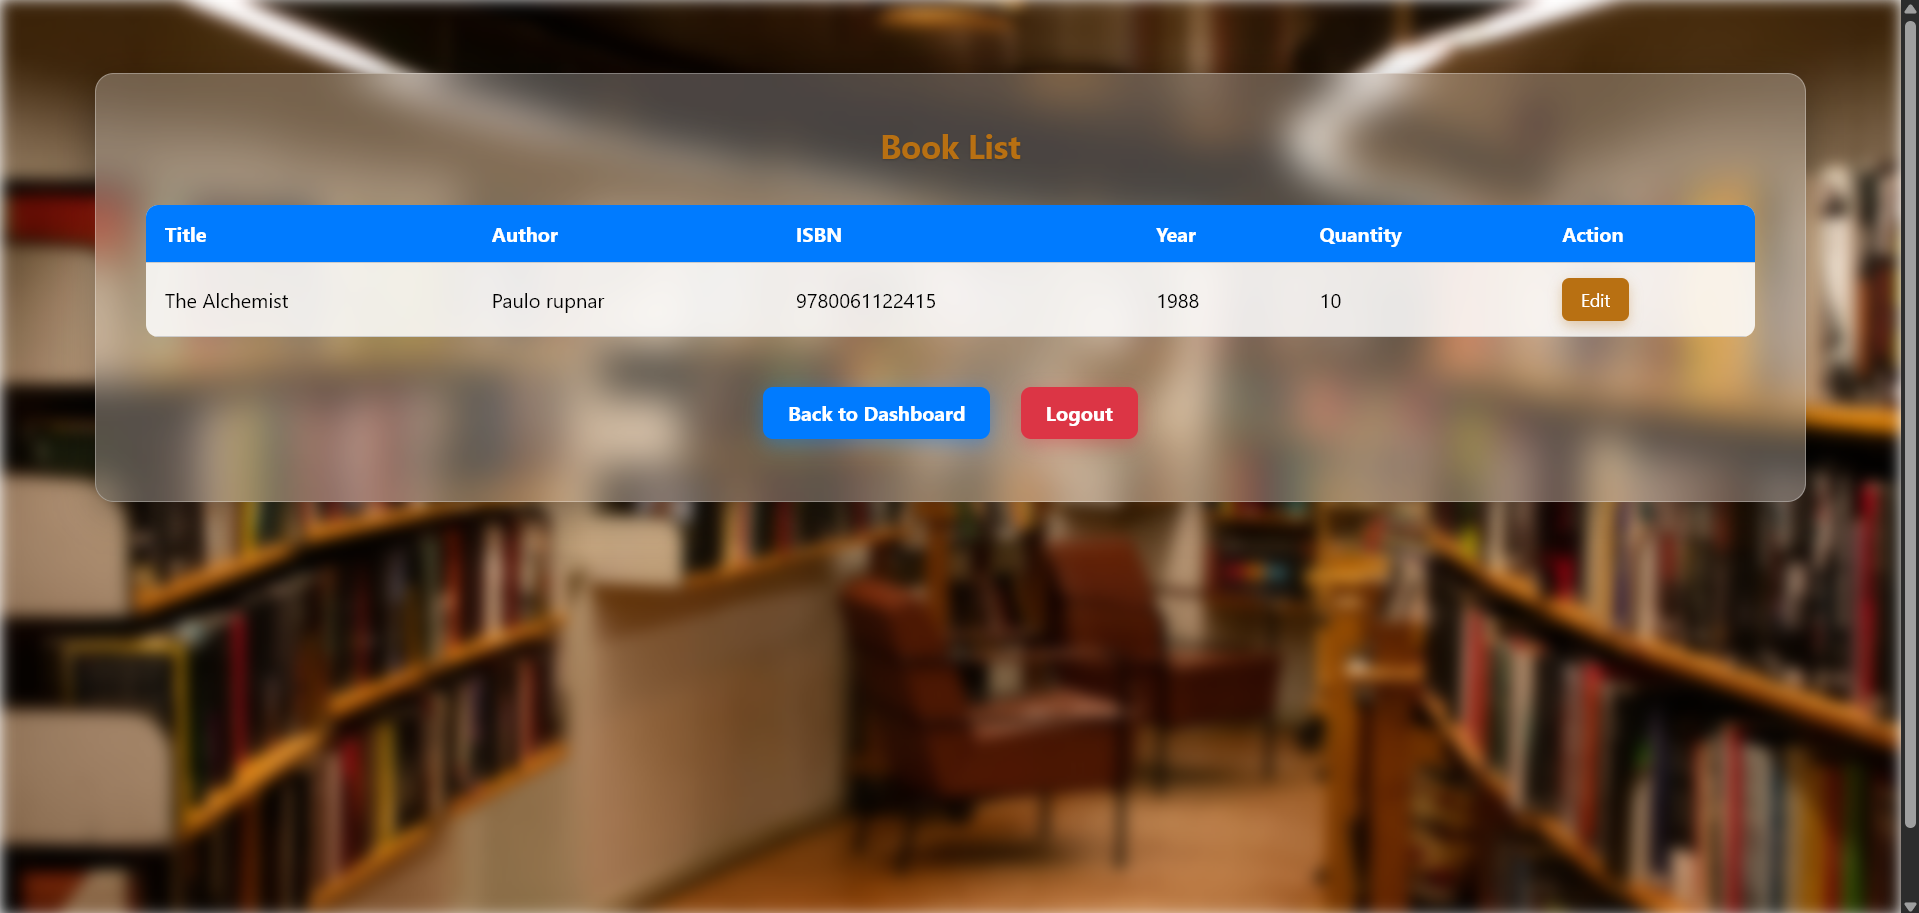 Book List
Title Author ISBN Year Quantity Action
The Alchemist Paulo rupnar 9780061122415 1988 10 Edit
Back to Dashboard Logout